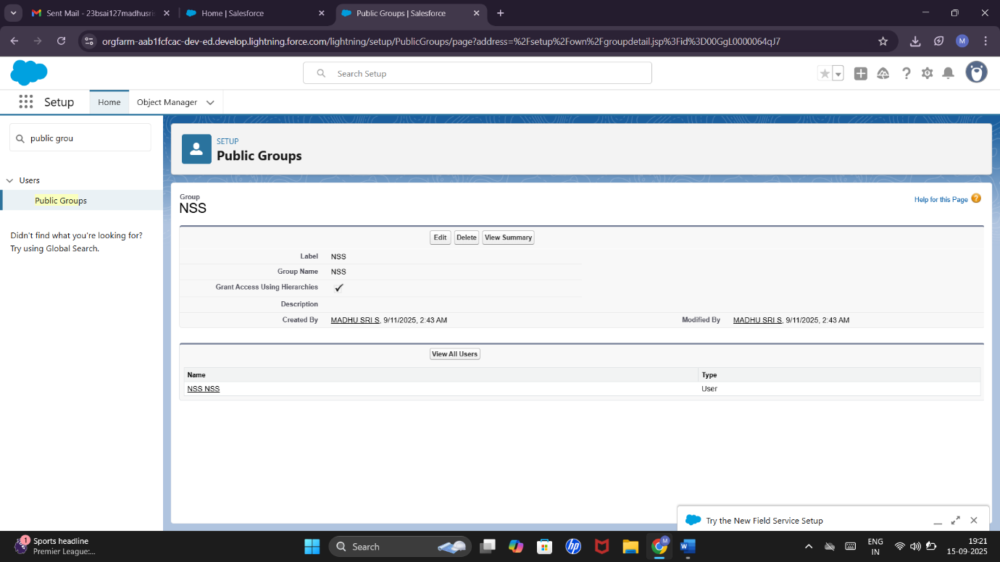 Sent Mail - 23bsai127madhusri
Home | Salesforce
Public Groups | Salesforce
orgfarm-aab1fcfcac-dev-ed.develop.lightning.force.com/lightning/setup/PublicGroups/page?address=%2Fsetup%2Fown%2Fgroupdetail.jsp%3Fid%3D00GgL0000064qJ7
M
Search Setup
Setup
Home
Object Manager
public grou
Users
Public Groups
Didn't find what you're looking for?
Try using Global Search.
SETUP
Public Groups
Group
NSS
Help for this Page
Edit Delete View Summary
Label NSS
Group Name NSS
Grant Access Using Hierarchies
Description
Created By MADHU SRI S, 9/11/2025, 2:43 AM Modified By MADHU SRI S, 9/11/2025, 2:43 AM
View All Users
Name Type
NSS NSS User
Try the New Field Service Setup
1
Sports headline
Premier League:...
Search
ENG
IN
19:21
15-09-2025